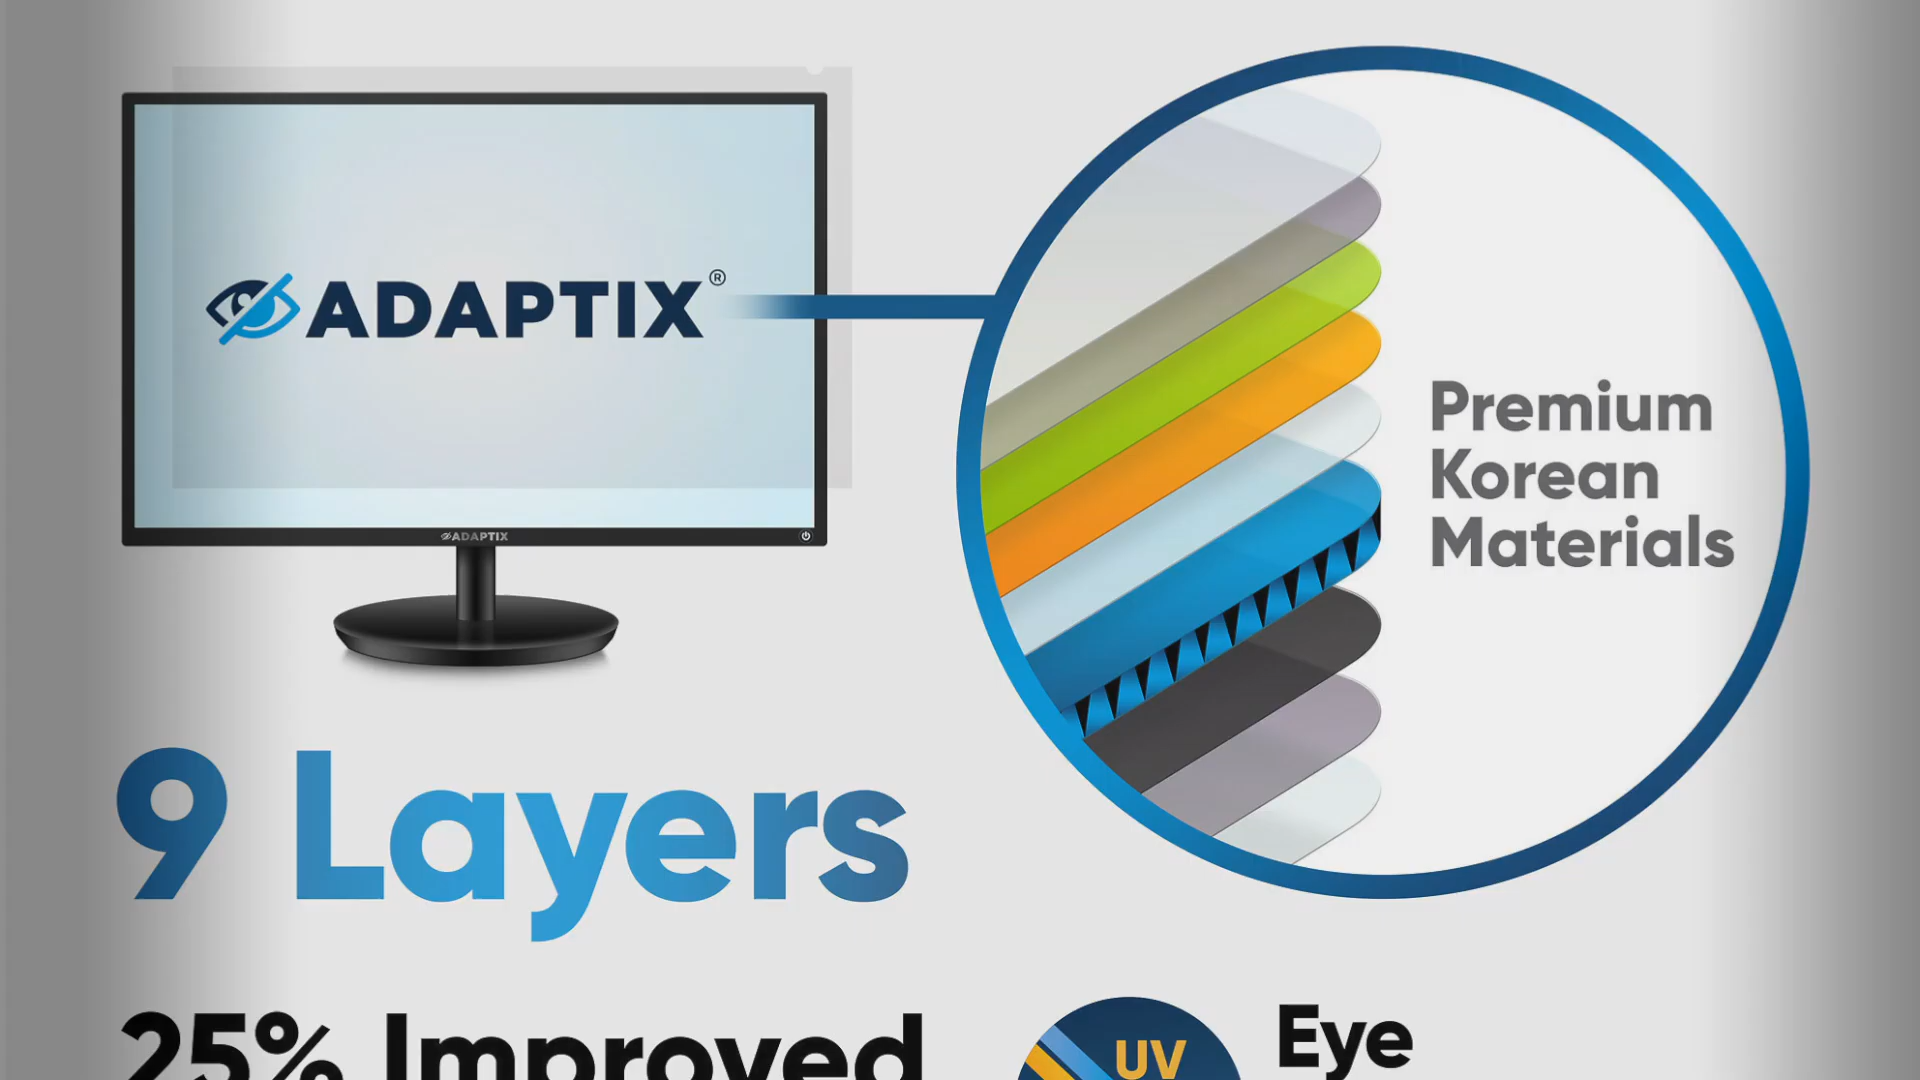 ADAPTIX®
ADAPTIX
Premium
Korean
Materials
9 Layers
25% Improved
UV
Eye